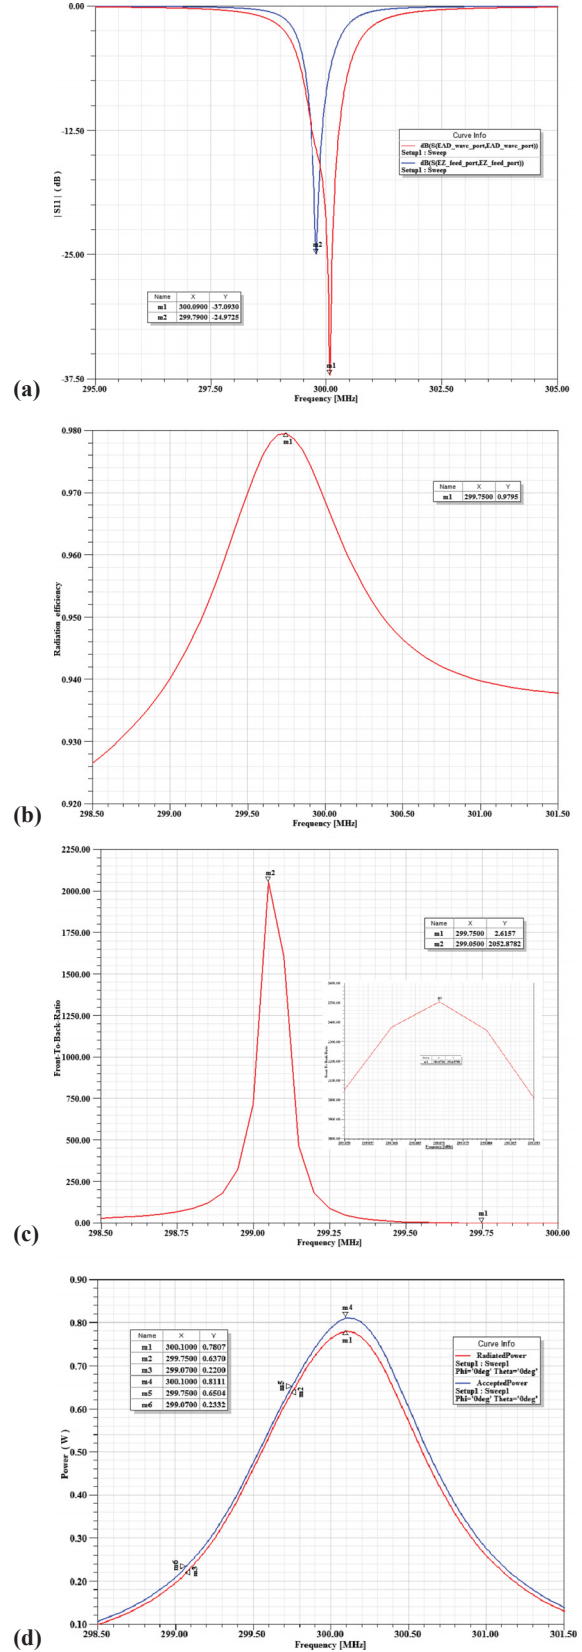 0.00
-12.50
-25.00
-37.50
|S11| (dB)
Curve Info
dB(S(EAD_wave_port,EAD_wave_port))
Setup1 : Sweep
dB(S(EZ_feed_port,EZ_feed_port))
Setup1 : Sweep
m2
Name X Y
m1 300.0900 -37.0930
m2 299.7900 -24.9725
m1
(a)
295.00 297.50 300.00 302.50 305.00
Frequency [MHz]
0.980
0.970
0.960
0.950
0.940
0.930
0.920
Radiation efficiency
m1
Name X Y
m1 299.7500 0.9795
(b)
298.50 299.00 299.50 300.00 300.50 301.00 301.50
Frequency [MHz]
2250.00
2000.00
1750.00
1500.00
1250.00
1000.00
750.00
500.00
250.00
0.00
Front-To-Back-Ratio
m2
Name X Y
m1 299.7500 2.6157
m2 299.0500 2052.8782
m1
(c)
298.50 298.75 299.00 299.25 299.50 299.75 300.00
Frequency [MHz]
0.90
0.80
0.70
0.60
0.50
0.40
0.30
0.20
0.10
Power (W)
m4
m1
Name X Y
m1 300.1000 0.7807
m2 299.7500 0.6370
m3 299.0700 0.2200
m4 300.1000 0.8111
m5 299.7500 0.6504
m6 299.0700 0.2332
Curve Info
RadiatedPower
Setup1 : Sweep1
Phi='0deg' Theta='0deg'
AcceptedPower
Setup1 : Sweep1
Phi='0deg' Theta='0deg'
m5
m2
m6
m3
(d)
298.50 299.00 299.50 300.00 300.50 301.00 301.50
Frequency [MHz]